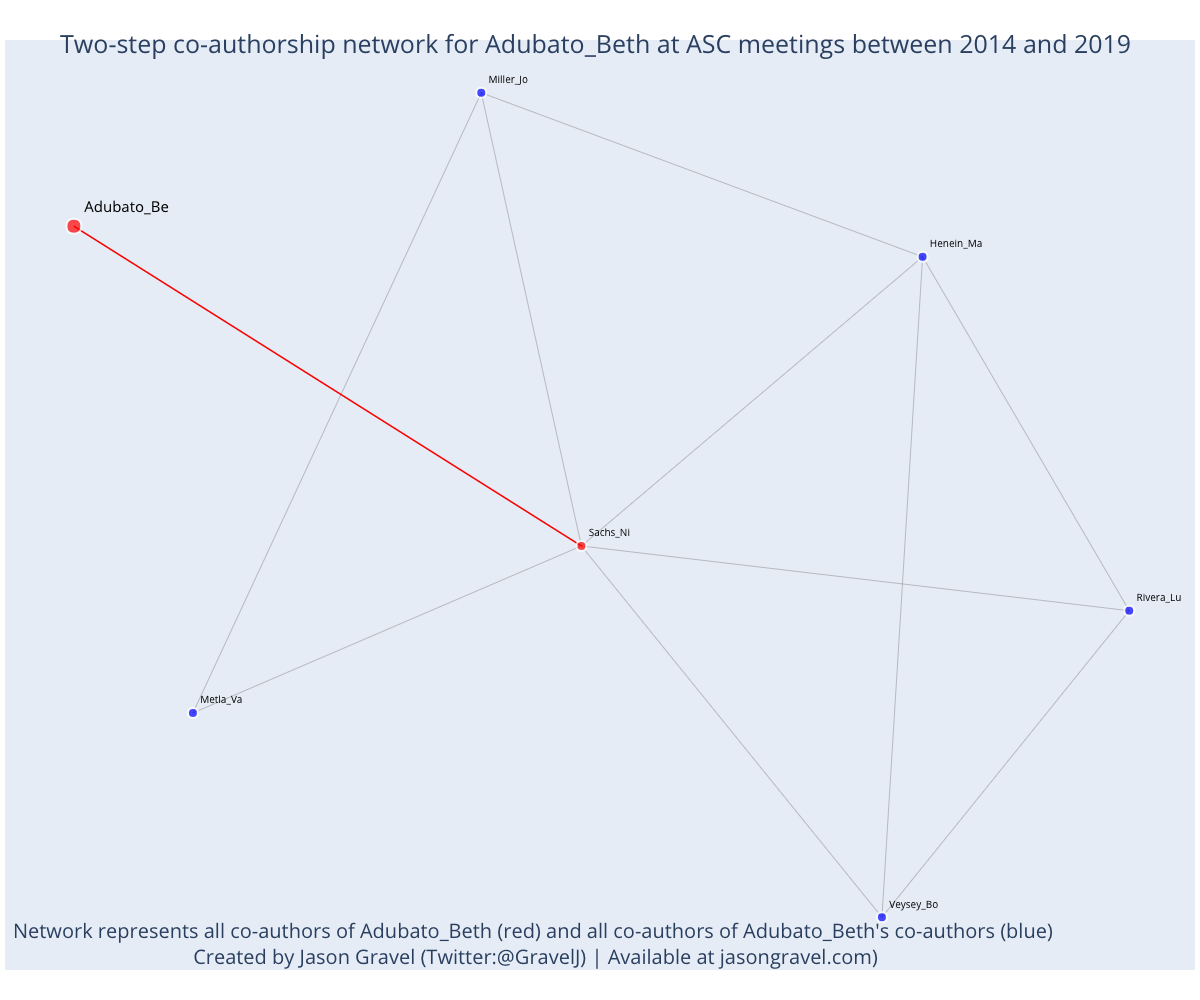 Two-step co-authorship network for Adubato_Beth at ASC meetings between 2014 and 2019
Miller_Jo
Adubato_Be
Henein_Ma
Sachs_Ni
Rivera_Lu
Metla_Va
Veysey_Bo
Network represents all co-authors of Adubato_Beth (red) and all co-authors of Adubato_Beth's co-authors (blue)
Created by Jason Gravel (Twitter:@GravelJ) | Available at jasongravel.com)